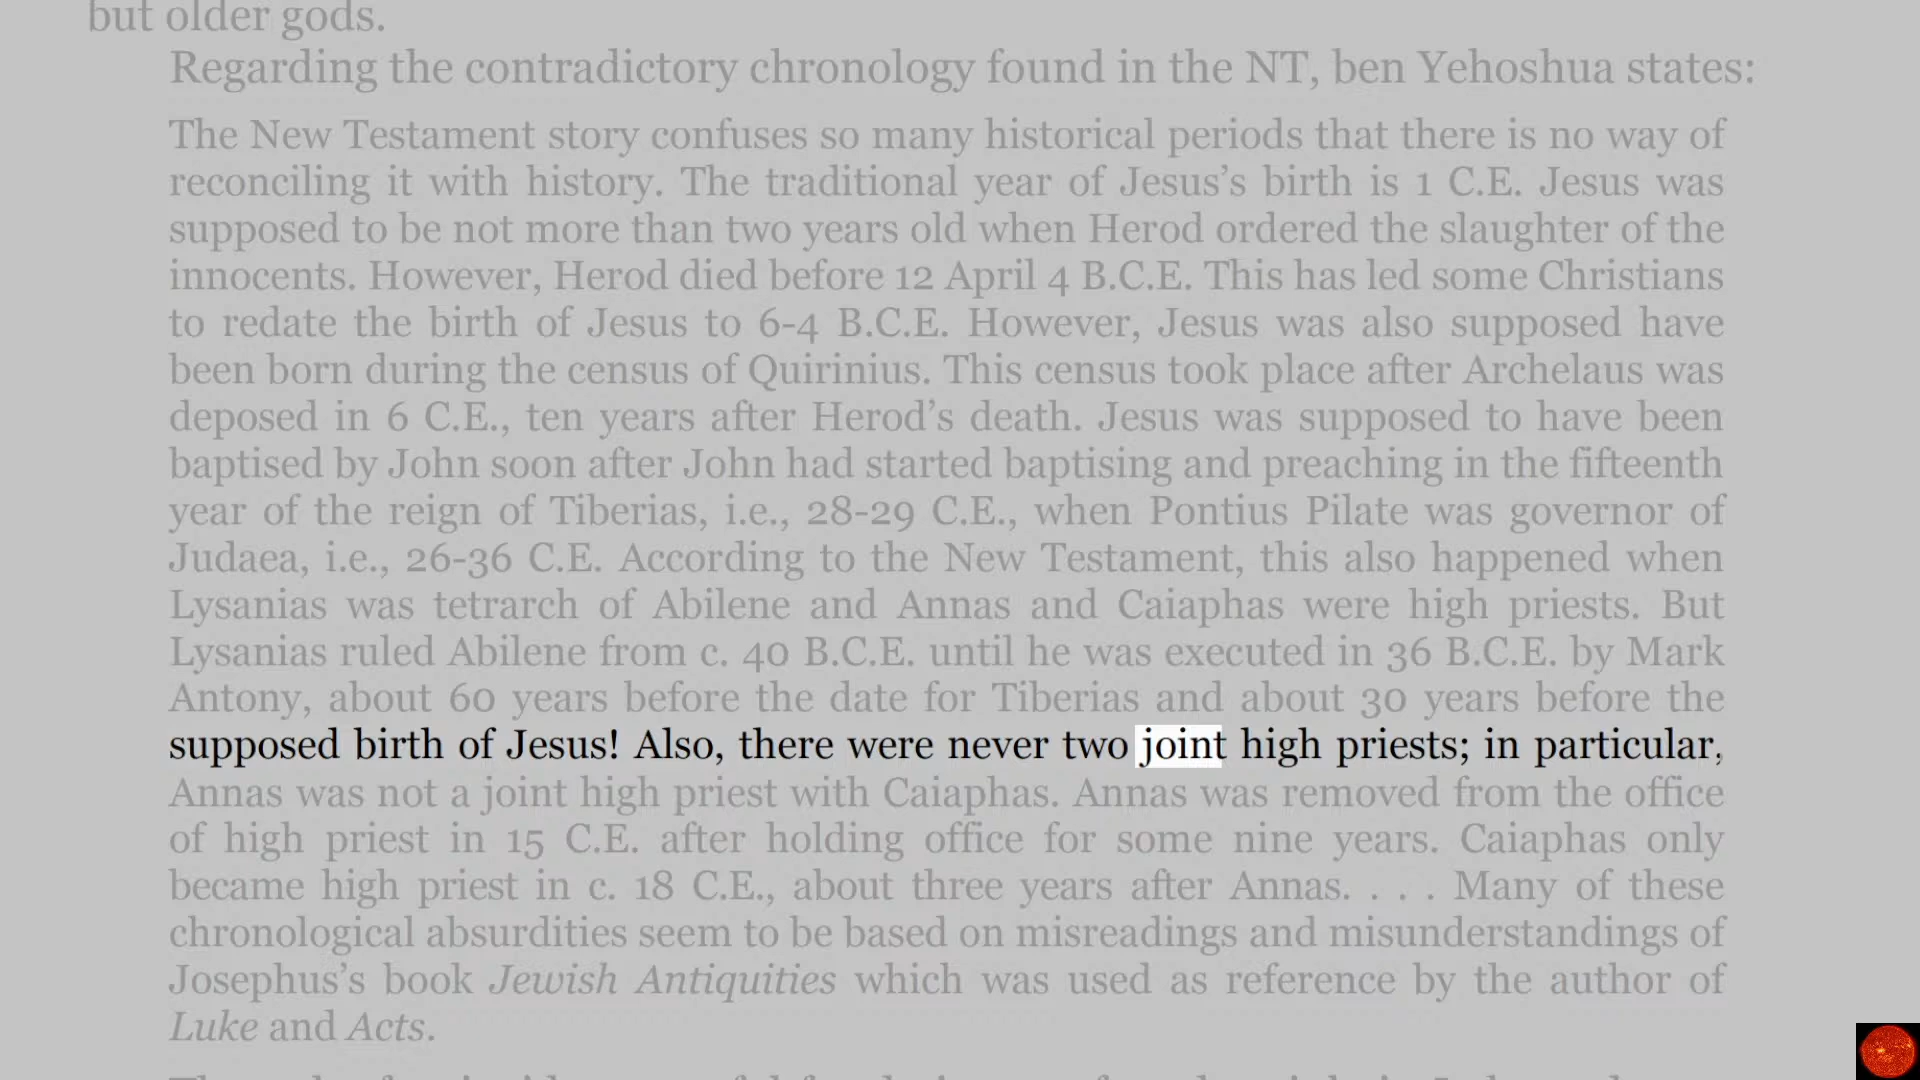 but older gods.
Regarding the contradictory chronology found in the NT, ben Yehoshua states:
The New Testament story confuses so many historical periods that there is no way of
reconciling it with history. The traditional year of Jesus’s birth is 1 C.E. Jesus was
supposed to be not more than two years old when Herod ordered the slaughter of the
innocents. However, Herod died before 12 April 4 B.C.E. This has led some Christians
to redate the birth of Jesus to 6-4 B.C.E. However, Jesus was also supposed have
been born during the census of Quirinius. This census took place after Archelaus was
deposed in 6 C.E., ten years after Herod’s death. Jesus was supposed to have been
baptised by John soon after John had started baptising and preaching in the fifteenth
year of the reign of Tiberias, i.e., 28-29 C.E., when Pontius Pilate was governor of
Judaea, i.e., 26-36 C.E. According to the New Testament, this also happened when
Lysanias was tetrarch of Abilene and Annas and Caiaphas were high priests. But
Lysanias ruled Abilene from c. 40 B.C.E. until he was executed in 36 B.C.E. by Mark
Antony, about 60 years before the date for Tiberias and about 30 years before the
supposed birth of Jesus! Also, there were never two joint high priests; in particular,
Annas was not a joint high priest with Caiaphas. Annas was removed from the office
of high priest in 15 C.E. after holding office for some nine years. Caiaphas only
became high priest in c. 18 C.E., about three years after Annas. . . . Many of these
chronological absurdities seem to be based on misreadings and misunderstandings of
Josephus’s book Jewish Antiquities which was used as reference by the author of
Luke and Acts.